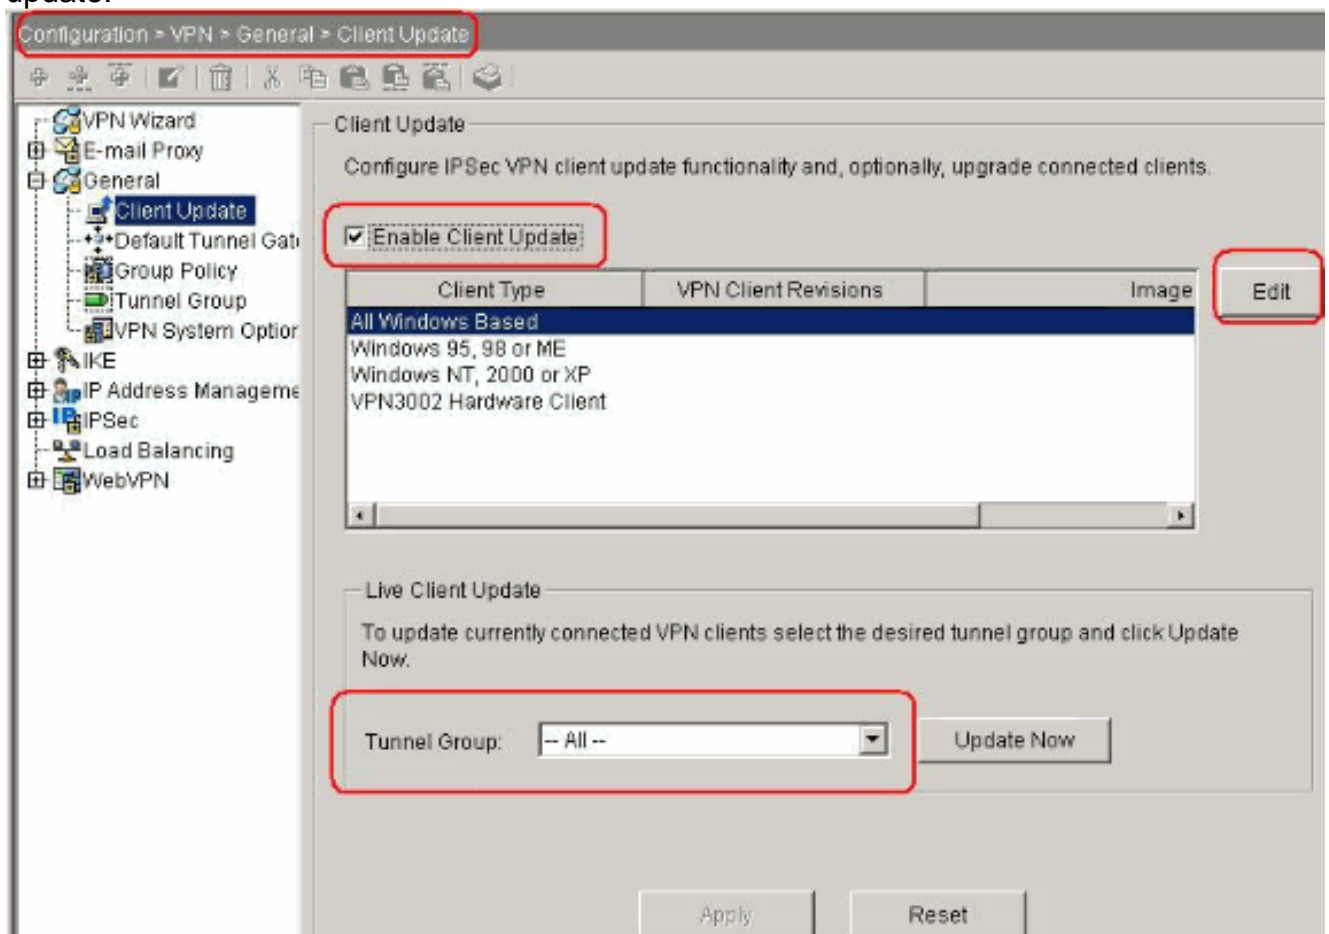 update.
Configuration > VPN > General > Client Update
VPN Wizard
E-mail Proxy
General
Client Update
Default Tunnel Gat
Group Policy
Tunnel Group
VPN System Option
IKE
IP Address Manageme
IPSec
Load Balancing
WebVPN
Client Update
Configure IPSec VPN client update functionality and, optionally, upgrade connected clients.
Enable Client Update
Client Type VPN Client Revisions Image
All Windows Based
Windows 95, 98 or ME
Windows NT, 2000 or XP
VPN3002 Hardware Client
Edit
Live Client Update
To update currently connected VPN clients select the desired tunnel group and click Update
Now.
Tunnel Group: -- All -- Update Now
Apply Reset